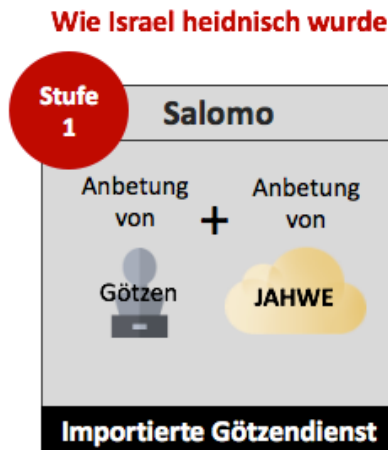 Wie Israel heidnisch wurde
Stufe
1
Salomo
Anbetung
von
Götzen
+
Anbetung
von
JAHWE
Importierte Götzendienst